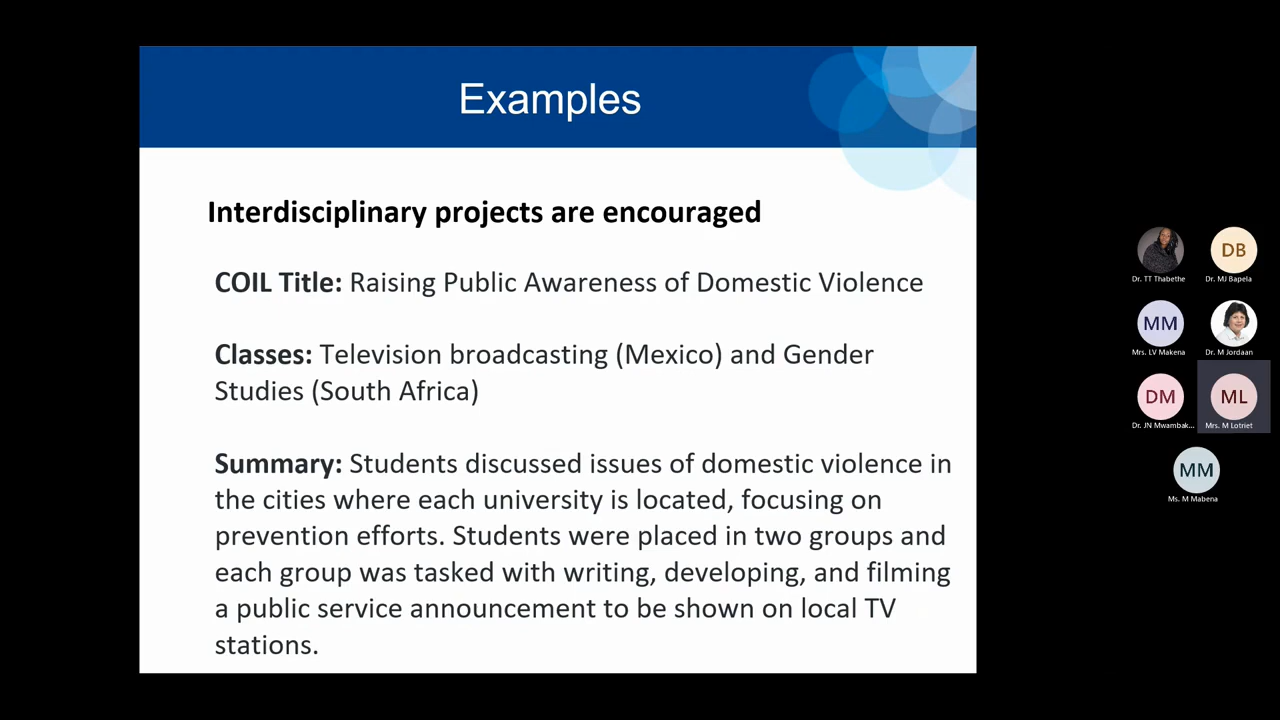 Examples
Interdisciplinary projects are encouraged
COIL Title: Raising Public Awareness of Domestic Violence
Classes: Television broadcasting (Mexico) and Gender
Studies (South Africa)
Summary: Students discussed issues of domestic violence in
the cities where each university is located, focusing on
prevention efforts. Students were placed in two groups and
each group was tasked with writing, developing, and filming
a public service announcement to be shown on local TV
stations.
DB
Dr. TT Thabethe
Dr. MJ Bapela
MM
Mrs. LV Makena
Dr. M Jordaan
DM
ML
Dr. JN Mwambak...
Mrs. M Lotriet
MM
Ms. M Mabena